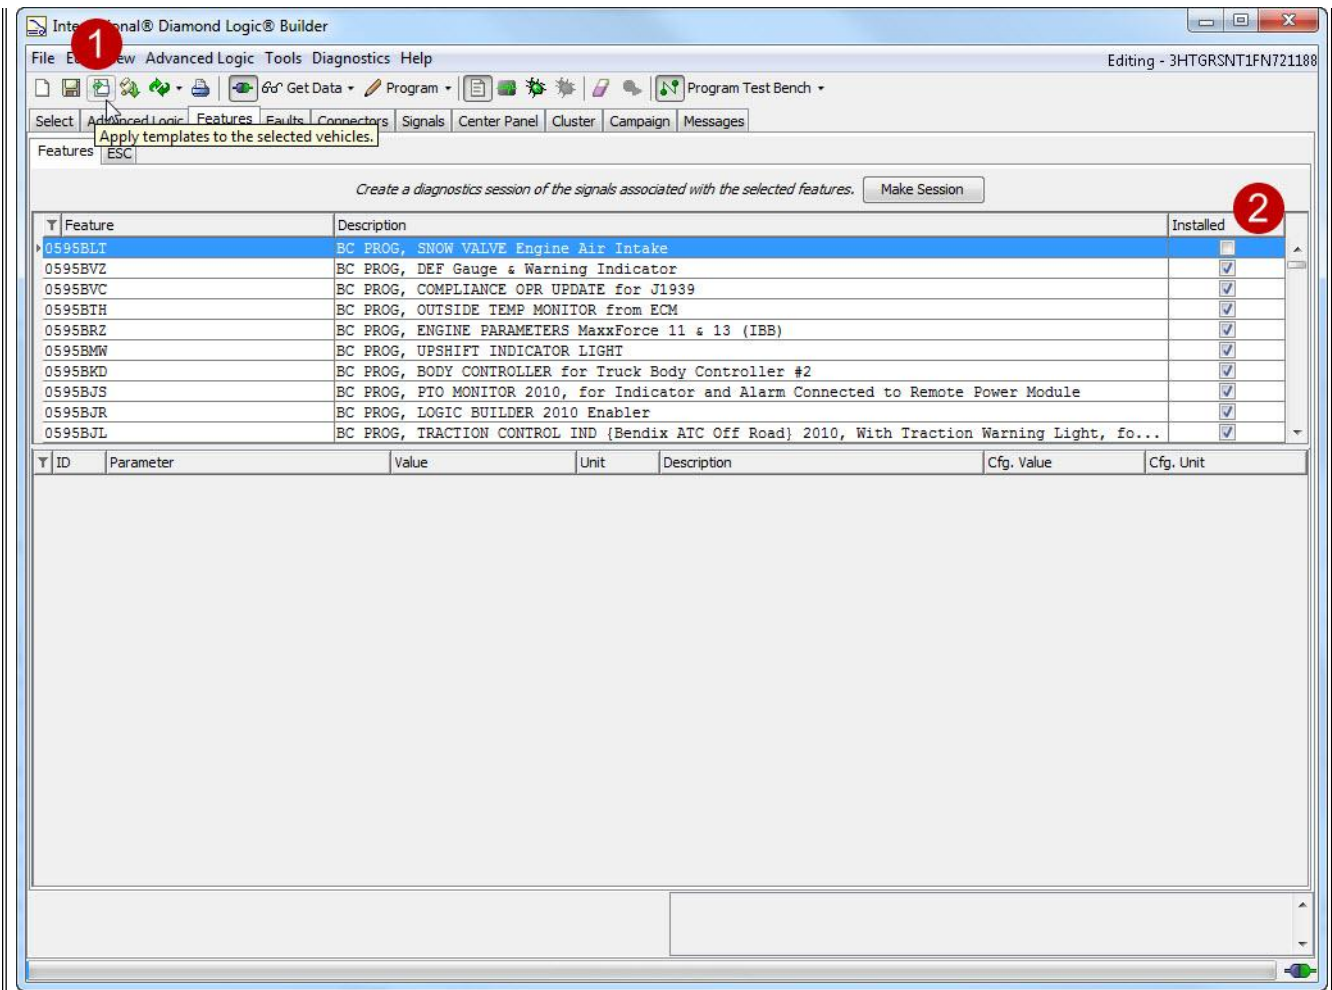 International® Diamond Logic® Builder
1
File Edit View Advanced Logic Tools Diagnostics Help
Editing - 3HTGRSNT1FN721188
Get Data Program Program Test Bench
Select Advanced Logic Features Faults Connectors Signals Center Panel Cluster Campaign Messages
Apply templates to the selected vehicles.
Features ESC
Create a diagnostics session of the signals associated with the selected features. Make Session
2
Feature Description Installed
0595BLT BC PROG, SNOW VALVE Engine Air Intake
0595BVZ BC PROG, DEF Gauge & Warning Indicator
0595BVC BC PROG, COMPLIANCE OPR UPDATE for J1939
0595BTH BC PROG, OUTSIDE TEMP MONITOR from ECM
0595BRZ BC PROG, ENGINE PARAMETERS MaxxForce 11 & 13 (IBB)
0595BMW BC PROG, UPSHIFT INDICATOR LIGHT
0595BKD BC PROG, BODY CONTROLLER for Truck Body Controller #2
0595BJS BC PROG, PTO MONITOR 2010, for Indicator and Alarm Connected to Remote Power Module
0595BJR BC PROG, LOGIC BUILDER 2010 Enabler
0595BJL BC PROG, TRACTION CONTROL IND {Bendix ATC Off Road} 2010, With Traction Warning Light, fo...
ID Parameter Value Unit Description Cfg. Value Cfg. Unit